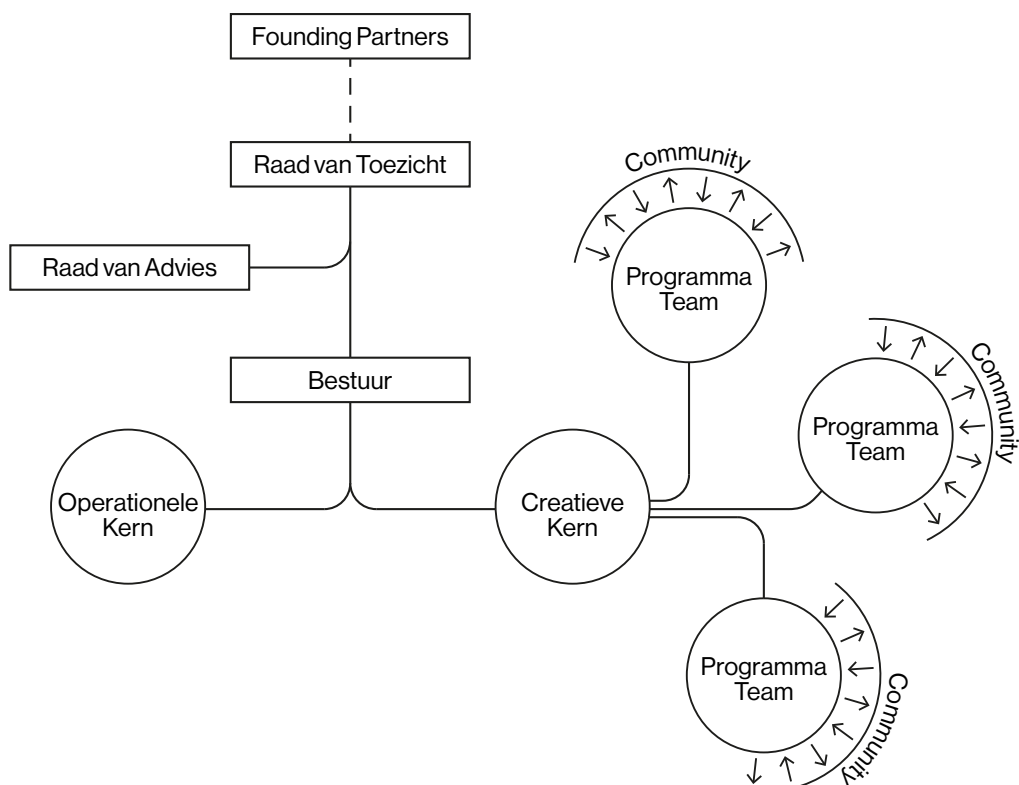 Founding Partners
Raad van Toezicht
Community
Raad van Advies
Programma
Team
Bestuur
Community
Programma
Team
Operationele
Kern
Creatieve
Kern
Programma
Team
Community